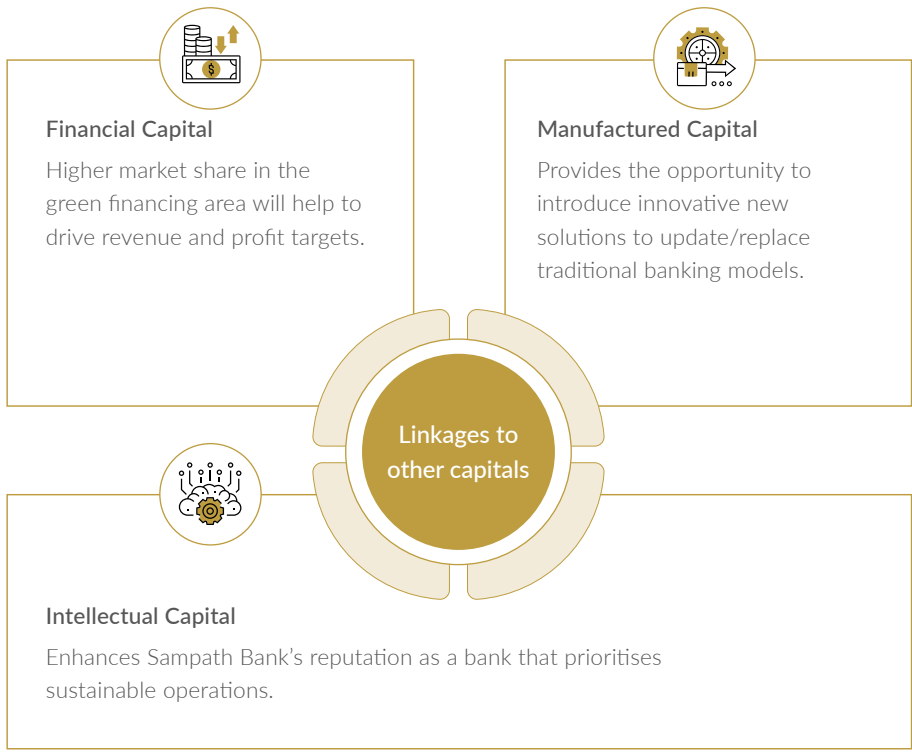 $
Financial Capital
Higher market share in the
green financing area will help to
drive revenue and profit targets.
Manufactured Capital
Provides the opportunity to
introduce innovative new
solutions to update/replace
traditional banking models.
Linkages to
other capitals
Intellectual Capital
Enhances Sampath Bank’s reputation as a bank that prioritises
sustainable operations.